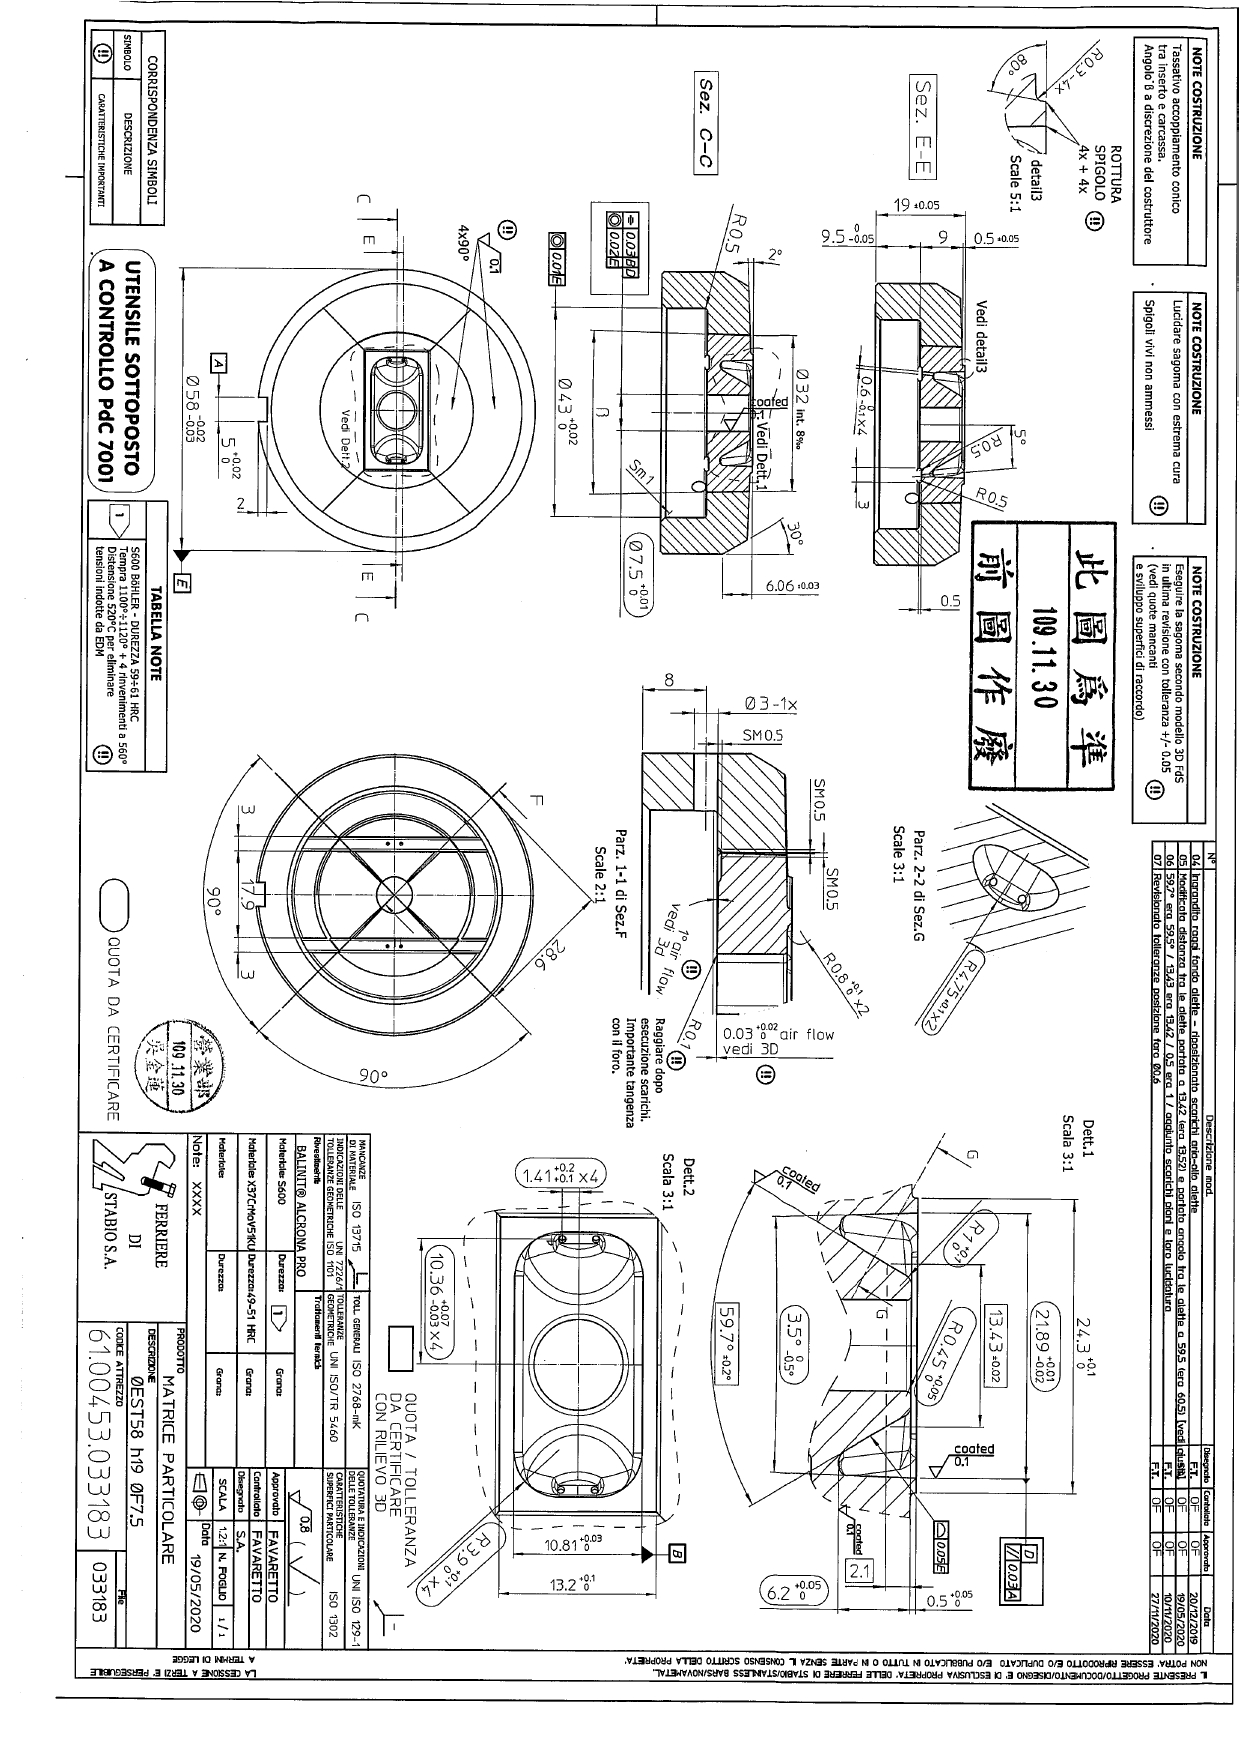 NOTE COSTRUZIONE
Tassativo accoppiamento conico
tra inserto e carcassa.
Angolo ß a discrezione del costruttore
NOTE COSTRUZIONE
Lucidare sagoma con estrema cura
Spigoli vivi non ammessi
NOTE COSTRUZIONE
Eseguire la sagoma secondo modello 3D FdS
in ultima revisione con tolleranza +/- 0.05
(vedi quote mancanti
e sviluppo superfici di raccordo)
N° Descrizione mod. Disegnato Controllato Approvato Data
04 Ingrandito raggi fondo alette - riposizionato scarichi aria-olio alette F.T. OF OF 20/12/2019
05 Modificata distanza tra le alette portata a 13,42 (era 13,52) e portato angolo tra le alette a 59,5 (era 60,5) OF OF 19/05/2020
06 59,7° era 59,5° / 13,43 era 13,42 / 0,5 era 1 / aggiunto scarichi piani e loro lucidatura F.T. OF OF 10/11/2020
07 Revisionato tolleranze posizione foro Ø0,6 F.T. OF OF 27/11/2020
R0.3-4x
80°
ROTTURA
SPIGOLO
4x + 4x
detail3
Scale 5:1
Sez. E-E
19 ±0.05
9.5 0 -0.05
9
0.5 ±0.05
Vedi detail3
0.6 0 -0.1 x4
5°
R0.5
R0.5
3
0.5
此圖為準
109.11.30
前圖作廢
Sez. C-C
R0.5
2°
0.03 B D
0.02 E
0.01 E
Ø43 +0.02 0
ß
Ø32 int. 8‰
coated
0.1
Vedi Dett.1
Sm1
Ø7.5 +0.01 0
30°
6.06 ±0.03
C
E
4x90°
0.1
Vedi Dett.2
A
Ø58 -0.02 -0.03
5 +0.02 0
2
E
E
C
CORRISPONDENZA SIMBOLI
SIMBOLO
DESCRIZIONE
!!
CARATTERISTICHE IMPORTANTI
UTENSILE SOTTOPOSTO
A CONTROLLO PdC 7001
TABELLA NOTE
1
S600 BöHLER - DUREZZA 59÷61 HRC
Tempra 1100°÷1120° + 4 rinvenimenti a 560°
Distensione 520°C per eliminare
tensioni indotte da EDM
Parz. 2-2 di Sez.G
Scale 3:1
R4.75 ±0.1 x2
8
Ø3-1x
SM0.5
SM0.5
SM0.5
Parz. 1-1 di Sez.F
Scale 2:1
1° air flow
vedi 3d
R0.8 +0.1 0 x2
R0.1
0.03 +0.02 0 air flow
vedi 3D
Raggiare dopo
esecuzione scarichi.
Importante tangenza
con il foro.
F
3
17.9
3
90°
28.6
90°
QUOTA DA CERTIFICARE
營業部
109.11.30
吳金蓮
Dett.1
Scala 3:1
G
coated
0.1
R1 +0.1 0
G
R0.45 ±0.05
13.43 ±0.02
21.89 +0.01 -0.02
24.3 +0.1 0
3.5° 0 -0.5°
59.7° ±0.2°
coated
0.1
coated
0.1
0.05 E
D
// 0.03 A
2.1
6.2 +0.05 0
0.5 +0.05 0
Dett.2
Scala 3:1
1.41 +0.2 +0.1 x4
10.36 +0.07 -0.03 x4
R3.9 +0.1 0 x4
10.81 +0.03 0
B
13.2 +0.1 0
QUOTA / TOLLERANZA
DA CERTIFICARE
CON RILIEVO 3D
MANCANZE DI MATERIALE ISO 13715
TOLL. GENERALI ISO 2768-mK
QUOTATURA E INDICAZIONI DELLE TOLLERANZE UNI ISO 129-1
INDICAZIONI DELLE TOLLERANZE GEOMETRICHE UNI 7226/1 ISO 1101
TOLLERANZE GEOMETRICHE UNI ISO/TR 5460
CARATTERISTICHE SUPERFICI PARTICOLARE ISO 1302
Rivestimenti
BALINIT® ALCRONA PRO
Trattamenti termici
0,8
Materiale: S600 Durezza: 1 Grana:
Materiale: X37CrMoV51KU Durezza: 49-51 HRC Grana:
Materiale: Durezza: Grana:
Approvato FAVARETTO
Controllato FAVARETTO
Disegnato S.A.
SCALA 1:2:1 N. FOGLIO 1/1
Data 19/05/2020
Note: XXXX
FERRIERE
DI
STABIO S.A.
PRODOTTO
MATRICE PARTICOLARE
DESCRIZIONE
0EST58 h19 0F7.5
CODICE ATTREZZO
61.00453.033183
File
033183
IL PRESENTE PROGETTO/DOCUMENTO/DISEGNO E' DI ESCLUSIVA PROPRIETA' DELLE FERRIERE DI STABIO/STAINLESS BARS/NOVAMETAL.
NON POTRA' ESSERE RIPRODOTTO E/O DUPLICATO E/O PUBBLICATO IN TUTTO O IN PARTE SENZA IL CONSENSO SCRITTO DELLA PROPRIETA'.
LA CESSIONE A TERZI E' PERSEGUIBILE
A TERMINI DI LEGGE